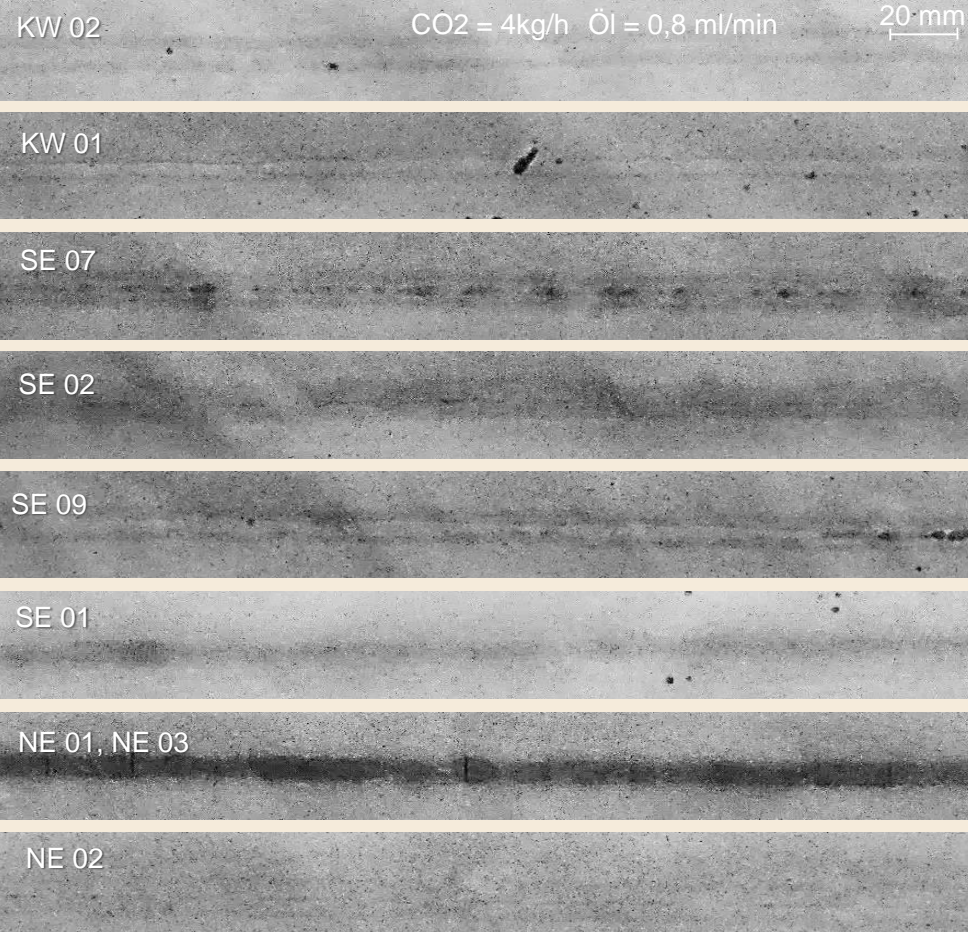 KW 02 CO2 = 4kg/h Öl = 0,8 ml/min 20 mm
KW 01
SE 07
SE 02
SE 09
SE 01
NE 01, NE 03
NE 02